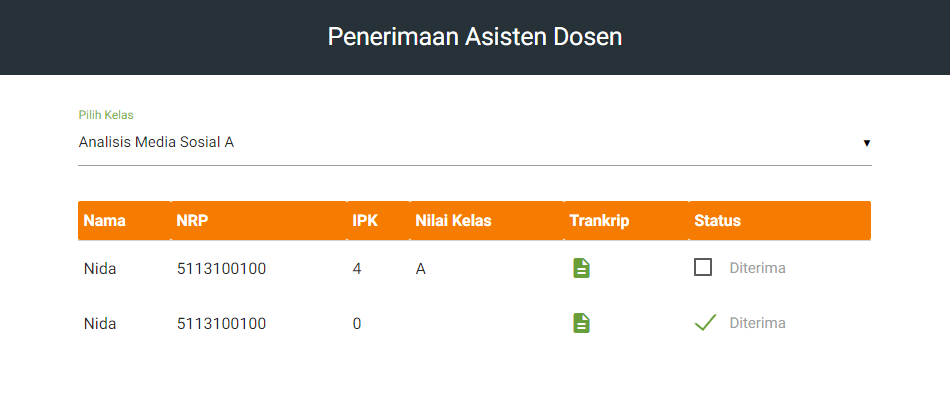 Penerimaan Asisten Dosen
Pilih Kelas
Analisis Media Sosial A
Nama NRP IPK Nilai Kelas Trankrip Status
Nida 5113100100 4 A Diterima
Nida 5113100100 0 Diterima